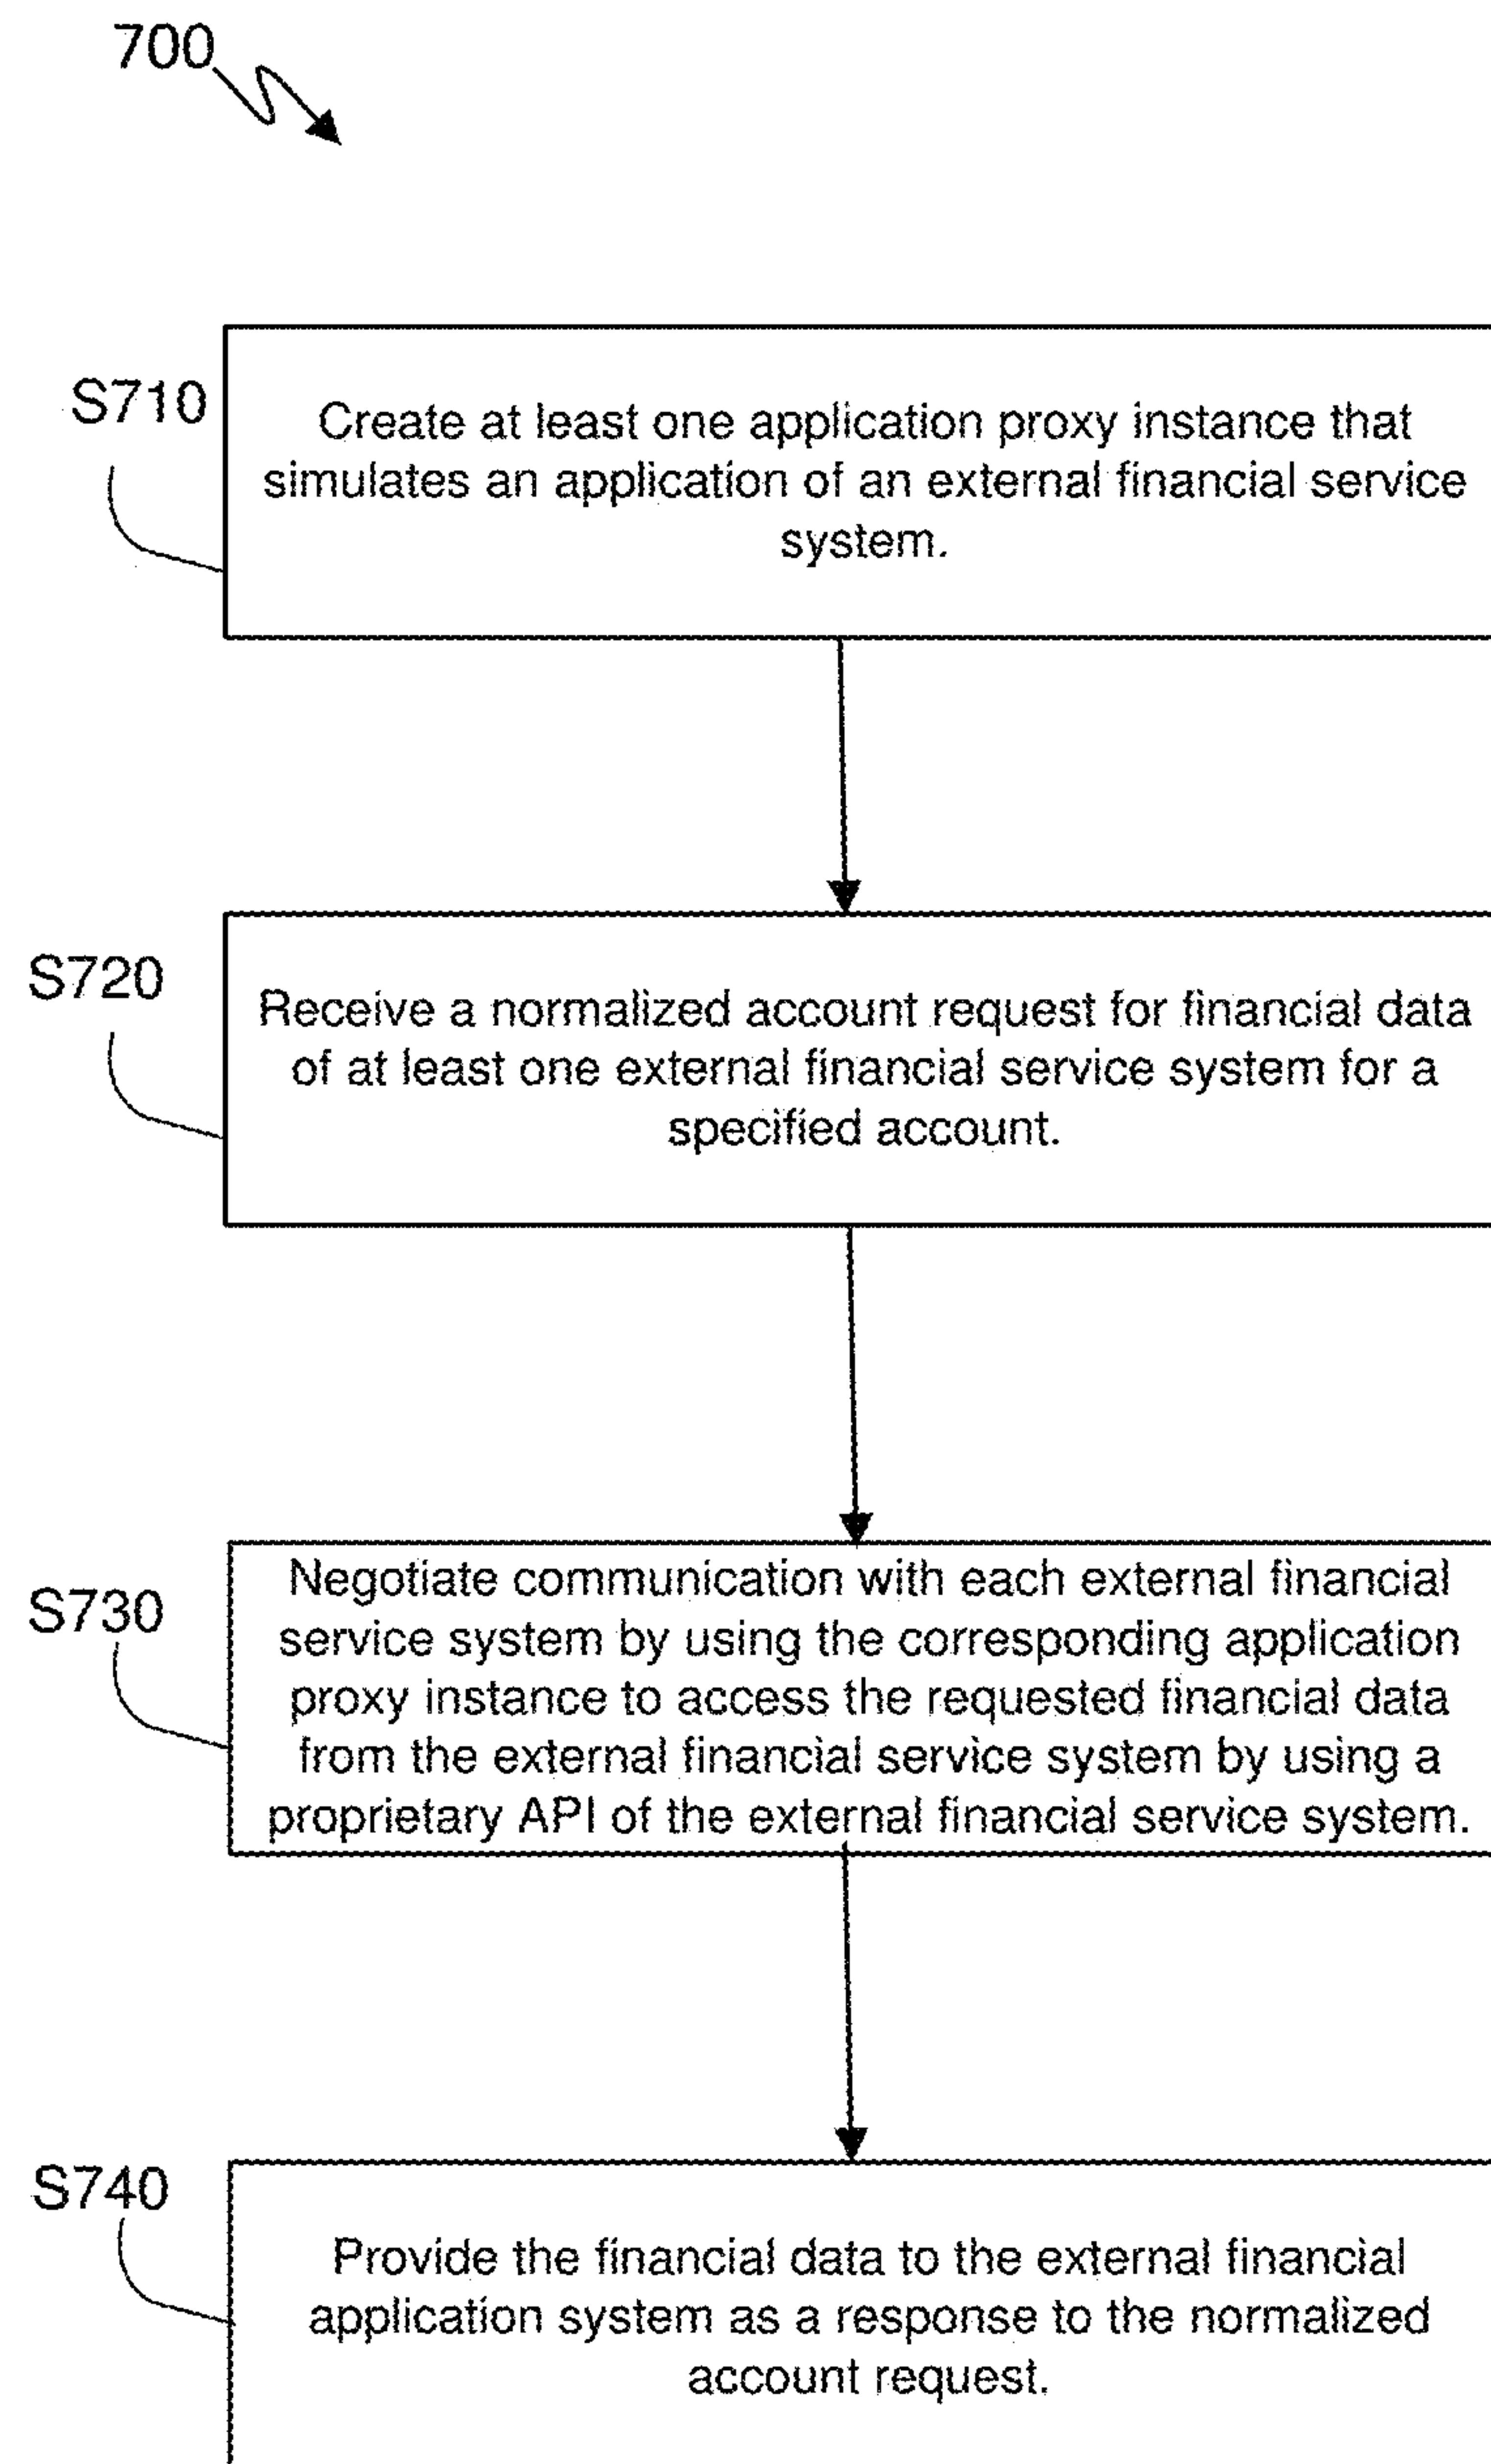 700
S710
Create at least one application proxy instance that
simulates an application of an external financial service
system.
S720
Receive a normalized account request for financial data
of at least one external financial service system for a
specified account.
S730
Negotiate communication with each external financial
service system by using the corresponding application
proxy instance to access the requested financial data
from the external financial service system by using a
proprietary API of the external financial service system.
S740
Provide the financial data to the external financial
application system as a response to the normalized
account request.